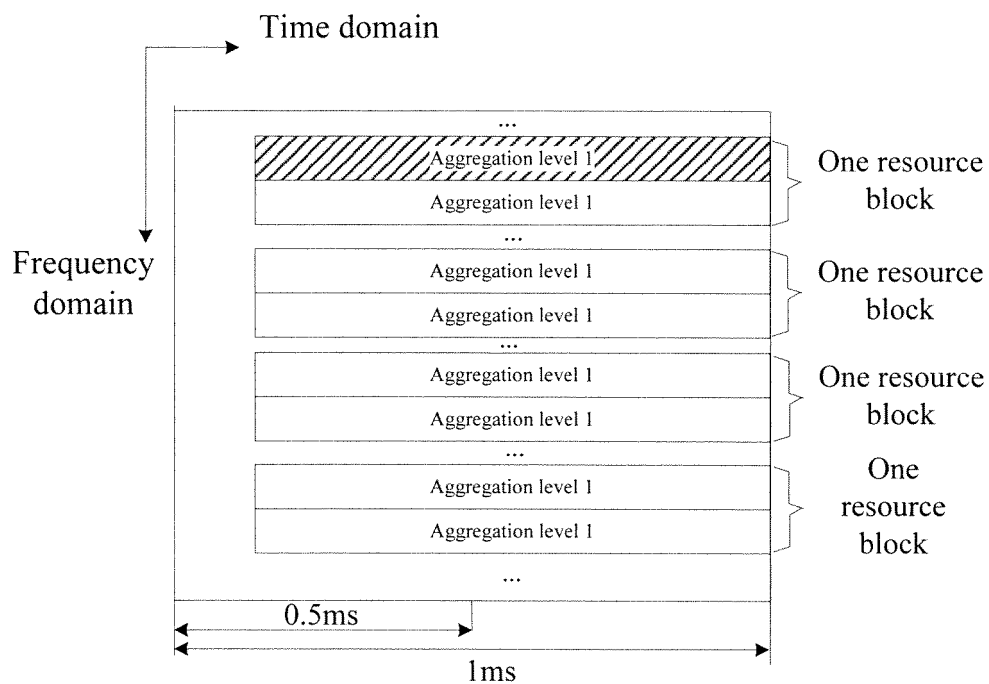 Time domain
Frequency
domain
...
Aggregation level 1
Aggregation level 1
One resource
block
...
Aggregation level 1
Aggregation level 1
One resource
block
...
Aggregation level 1
Aggregation level 1
One resource
block
...
Aggregation level 1
Aggregation level 1
One
resource
block
...
0.5ms
1ms